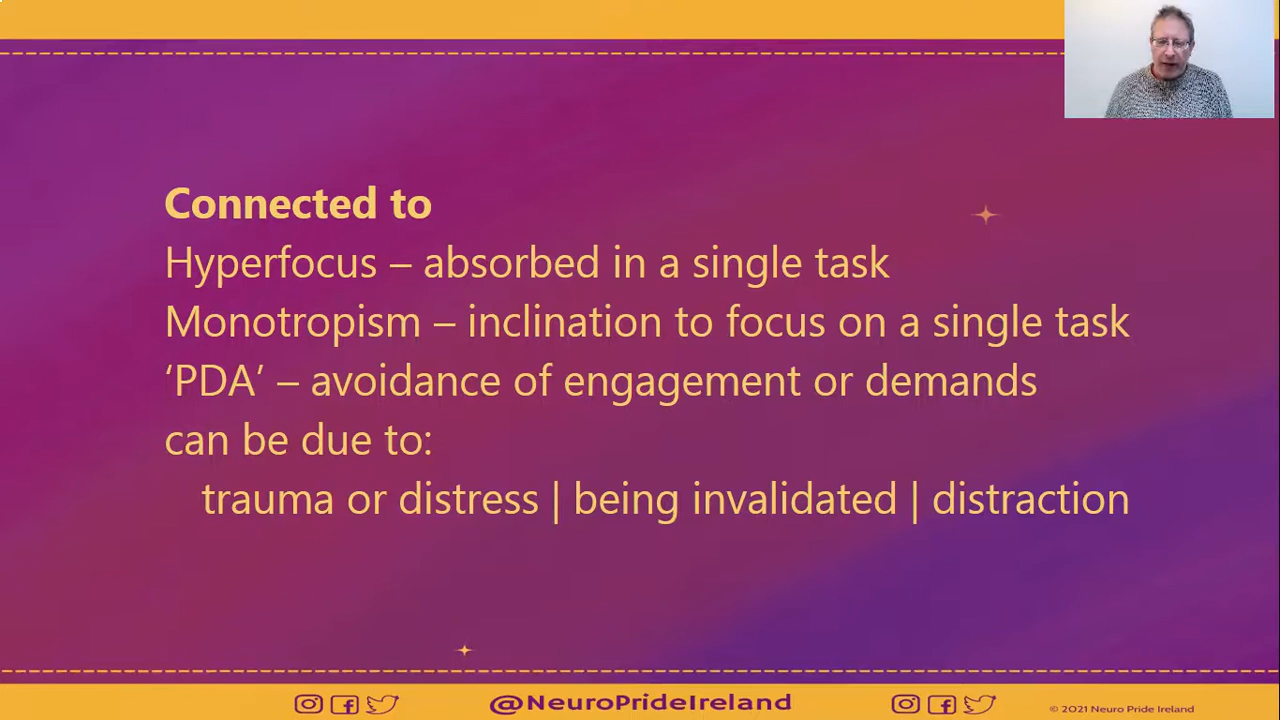 Connected to
Hyperfocus – absorbed in a single task
Monotropism – inclination to focus on a single task
‘PDA’ – avoidance of engagement or demands
can be due to:
trauma or distress | being invalidated | distraction
@NeuroPrideIreland
© 2021 Neuro Pride Ireland